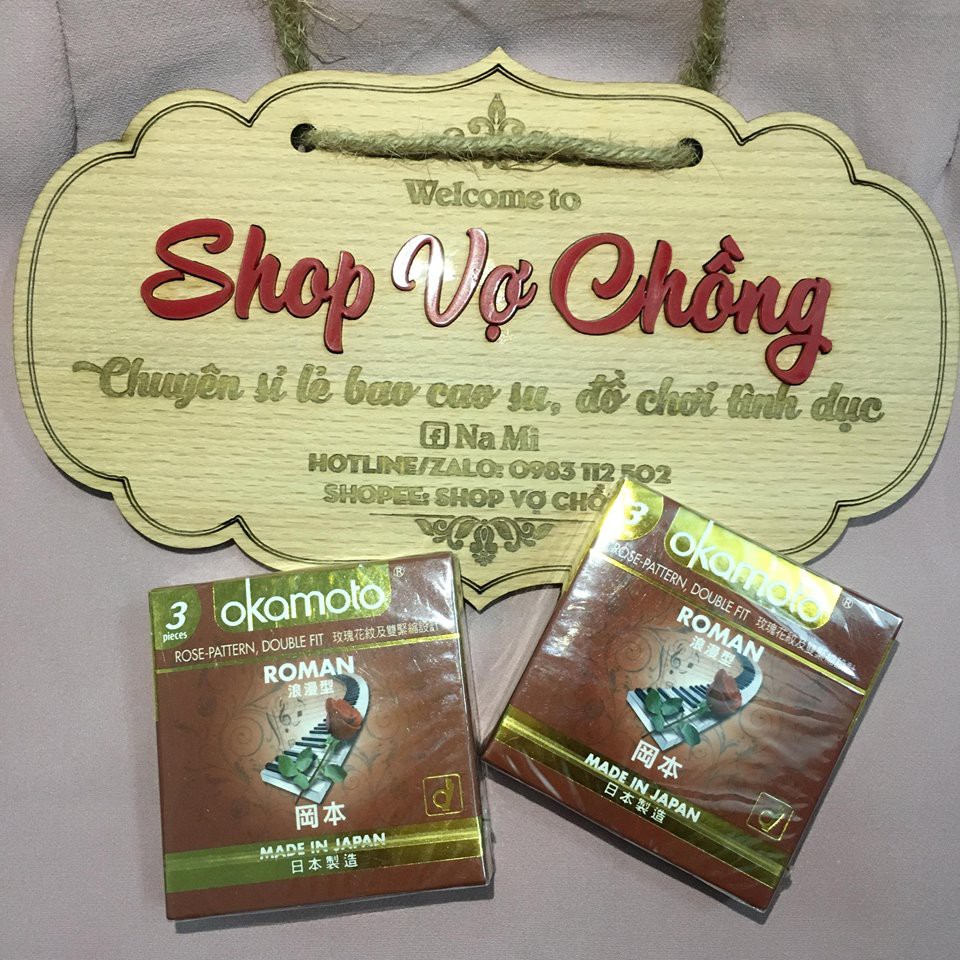 Welcome to
Shop Vợ Chồng
Chuyên sỉ lẻ bao cao su, đồ chơi tình dục
Na Mi
HOTLINE/ZALO: 0983 112 502
SHOPEE: SHOP VỢ
3 pieces
okamoto®
ROSE-PATTERN, DOUBLE FIT 玫瑰花紋及雙緊縮設計
ROMAN
浪漫型
岡本
MADE IN JAPAN
日本製造
3
okamoto®
ROSE-PATTERN, DOUBLE FIT 玫瑰花紋及雙緊縮設計
ROMAN
浪漫型
岡本
MADE IN JAPAN
日本製造